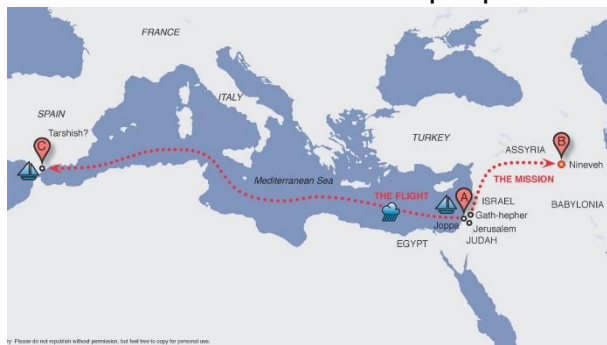 FRANCE
SPAIN
ITALY
Tarshish?
C
TURKEY
ASSYRIA
B
Nineveh
Mediterranean Sea
THE FLIGHT
THE MISSION
A
ISRAEL
Gath-hepher
BABYLONIA
Joppa
Jerusalem
EGYPT
JUDAH
ry Please do not republish without permission, but feel free to copy for personal use.